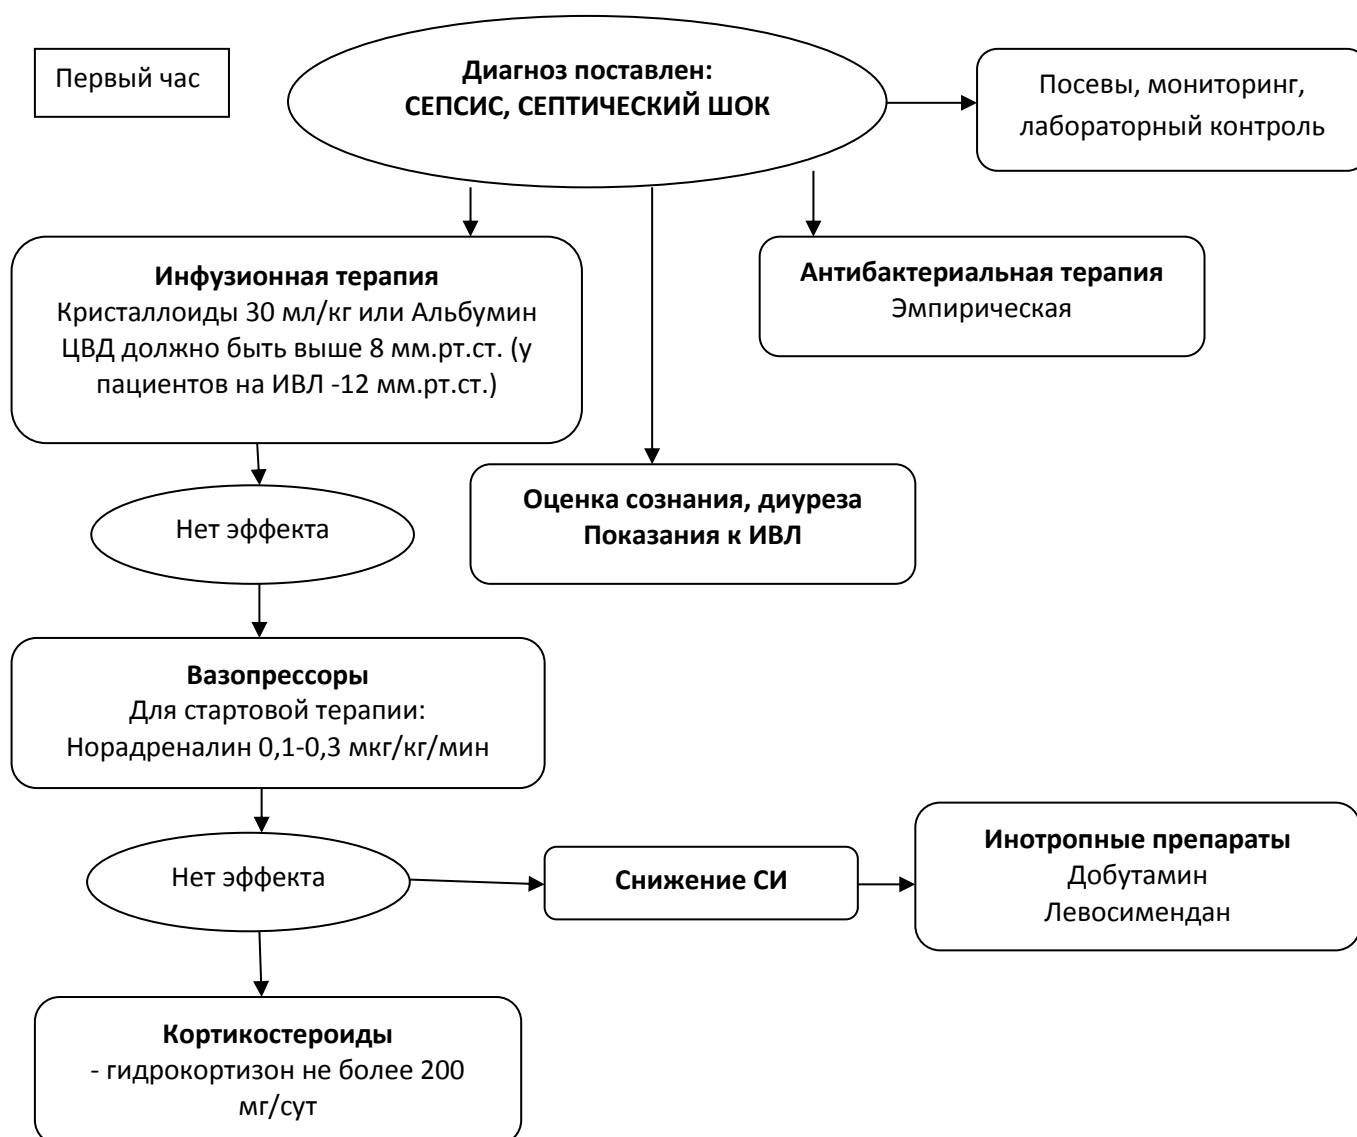 Первый час
Диагноз поставлен:
СЕПСИС, СЕПТИЧЕСКИЙ ШОК
Посевы, мониторинг,
лабораторный контроль
Инфузионная терапия
Кристаллоиды 30 мл/кг или Альбумин
ЦВД должно быть выше 8 мм.рт.ст. (у
пациентов на ИВЛ -12 мм.рт.ст.)
Антибактериальная терапия
Эмпирическая
Оценка сознания, диуреза
Показания к ИВЛ
Нет эффекта
Вазопрессоры
Для стартовой терапии:
Норадреналин 0,1-0,3 мкг/кг/мин
Нет эффекта
Снижение СИ
Инотропные препараты
Добутамин
Левосимендан
Кортикостероиды
- гидрокортизон не более 200
мг/сут